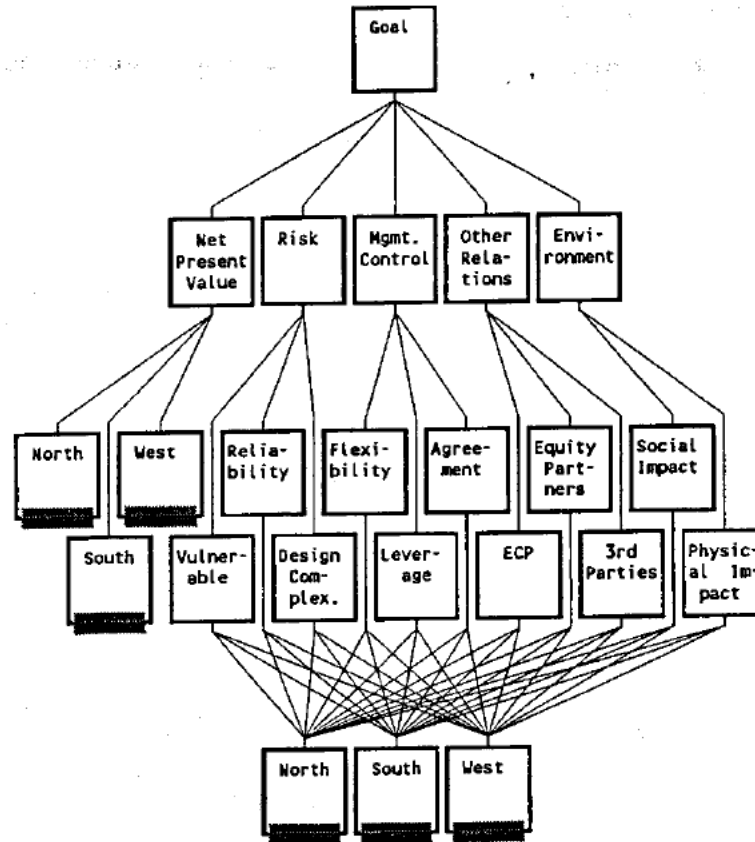 Goal
Net
Present
Value
Risk
Mgmt.
Control
Other
Rela-
tions
Envi-
ronment
North
West
Relia-
bility
Flexi-
bility
Agree-
ment
Equity
Part-
ners
Social
Impact
South
Vulner-
able
Design
Com-
plex.
Lever-
age
ECP
3rd
Parties
Physic-
al Im-
pact
North
South
West